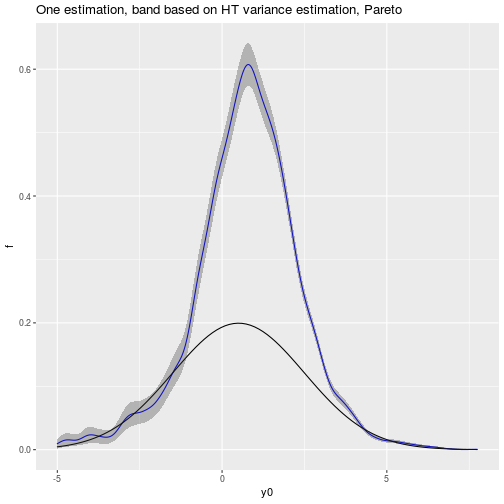 One estimation, band based on HT variance estimation, Pareto
f
0.6
0.4
0.2
0.0
-5
0
5
y0